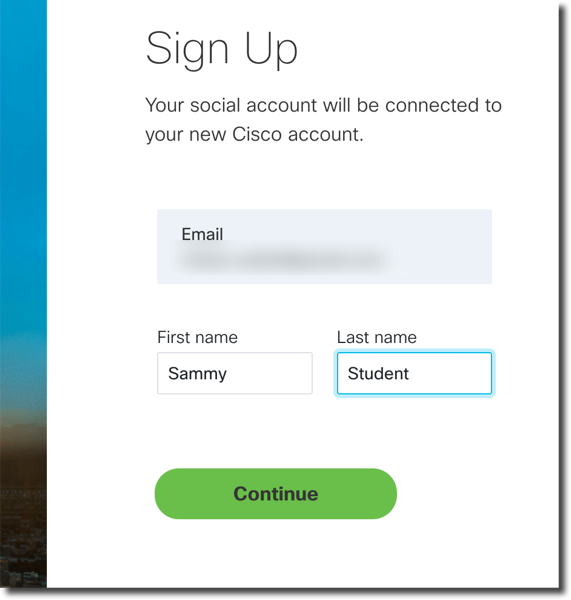 Sign Up
Your social account will be connected to
your new Cisco account.
Email
First name
Last name
Sammy
Student
Continue